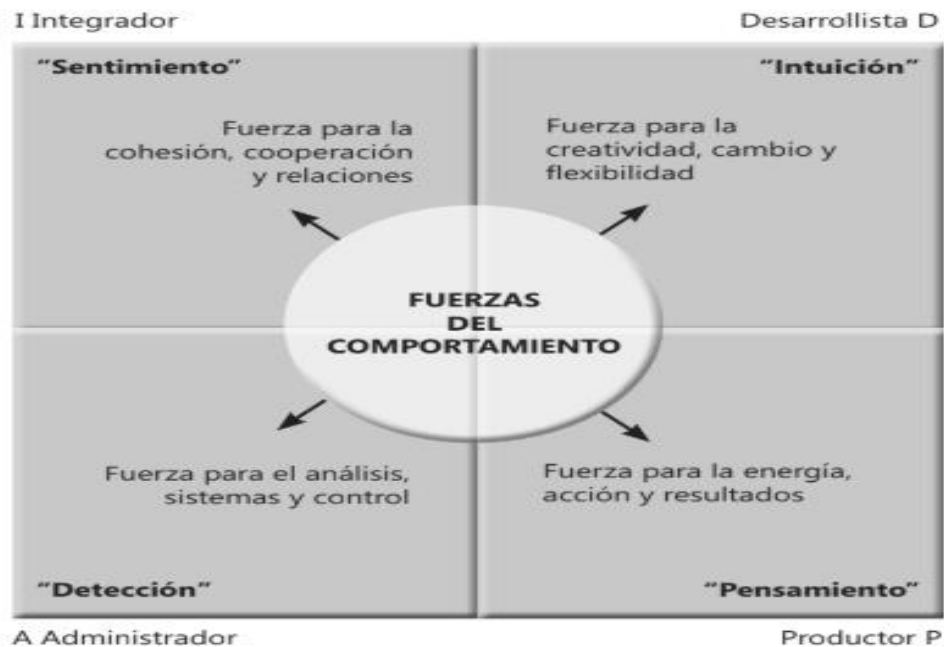 I Integrador
Desarrollista D
"Sentimiento"
Fuerza para la
cohesión, cooperación
y relaciones
"Intuición"
Fuerza para la
creatividad, cambio y
flexibilidad
FUERZAS
DEL
COMPORTAMIENTO
Fuerza para el análisis,
sistemas y control
"Detección"
Fuerza para la energía,
acción y resultados
"Pensamiento"
A Administrador
Productor P